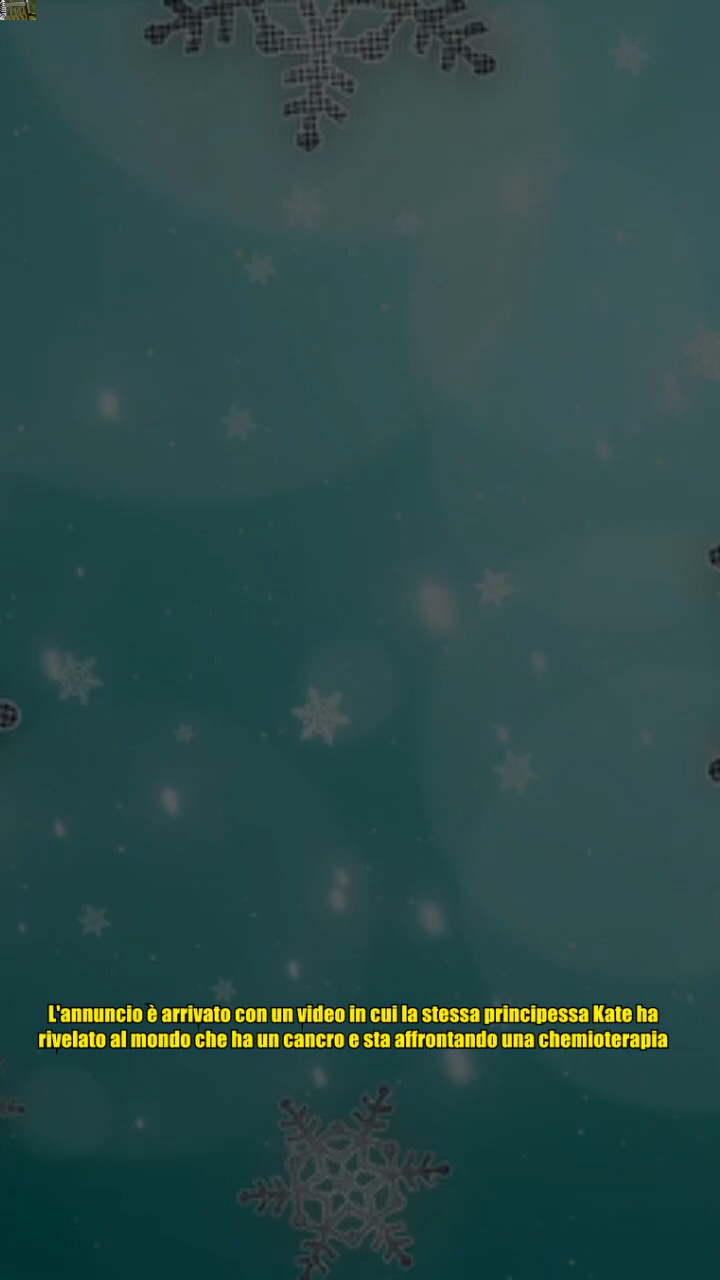 L'annuncio è arrivato con un video in cui la stessa principessa Kate ha
rivelato al mondo che ha un cancro e sta affrontando una chemioterapia